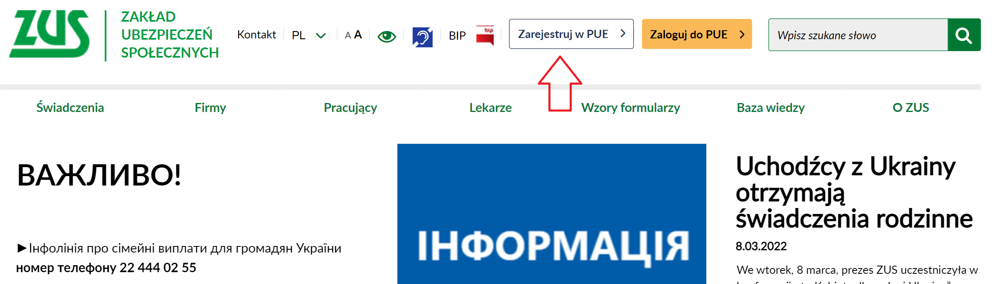 ZUS
ZAKŁAD
UBEZPIECZEŃ
SPOŁECZNYCH
Kontakt
PL
A A
BIP
bip
Zarejestruj w PUE
Zaloguj do PUE
Wpisz szukane słowo
Świadczenia
Firmy
Pracujący
Lekarze
Wzory formularzy
Baza wiedzy
O ZUS
ВАЖЛИВО!
►Інфолінія про сімейні виплати для громадян України
номер телефону 22 444 02 55
ІНФОРМАЦІЯ
Uchodźcy z Ukrainy
otrzymają
świadczenia rodzinne
8.03.2022
We wtorek, 8 marca, prezes ZUS uczestniczyła w